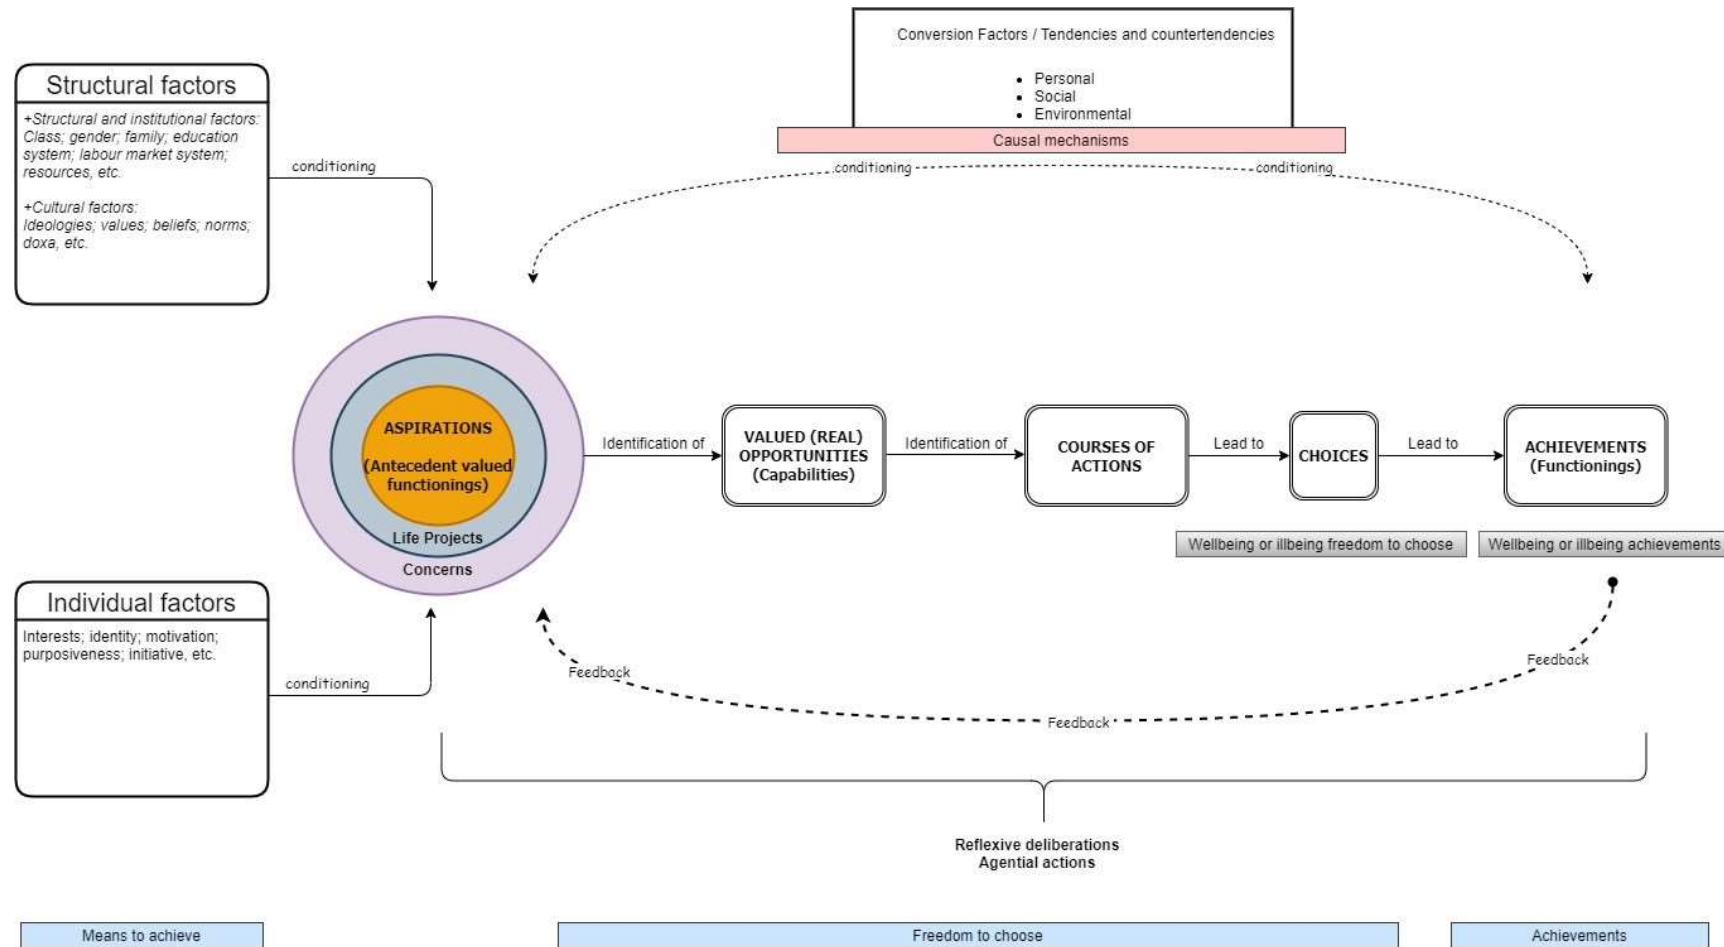 Conversion Factors / Tendencies and countertendencies
Personal
Social
Environmental
Causal mechanisms
conditioning
conditioning
Structural factors
+Structural and institutional factors:
Class; gender; family; education
system; labour market system;
resources, etc.
+Cultural factors:
Ideologies; values; beliefs; norms;
doxa, etc.
conditioning
ASPIRATIONS
(Antecedent valued
functionings)
Life Projects
Concerns
Identification of
VALUED (REAL)
OPPORTUNITIES
(Capabilities)
Identification of
COURSES OF
ACTIONS
Lead to
CHOICES
Lead to
ACHIEVEMENTS
(Functionings)
Wellbeing or illbeing freedom to choose
Wellbeing or illbeing achievements
Individual factors
Interests; identity; motivation;
purposiveness; initiative, etc.
conditioning
Feedback
Feedback
Feedback
Reflexive deliberations
Agential actions
Means to achieve
Freedom to choose
Achievements